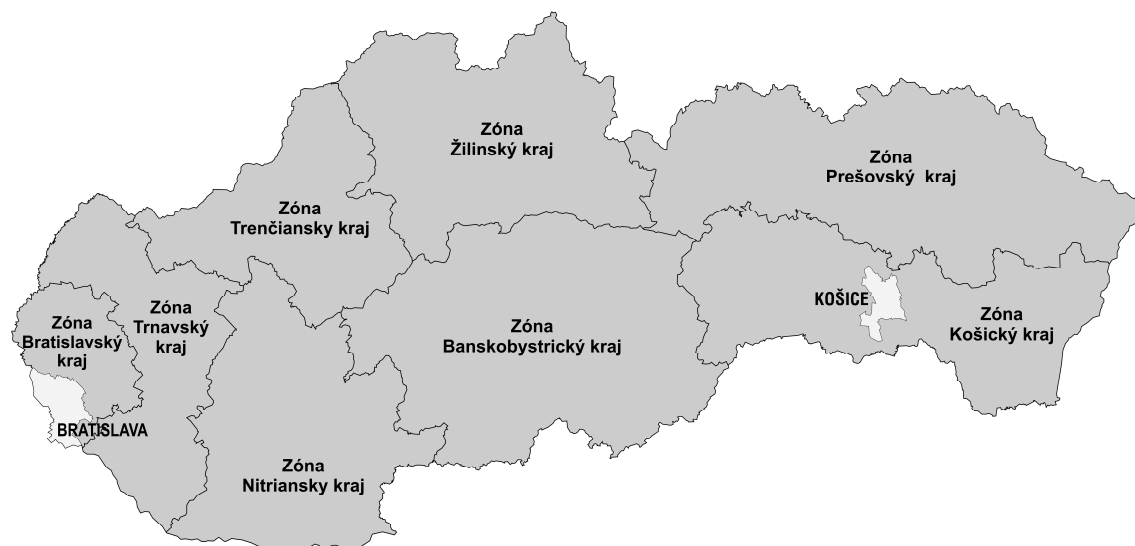 Zóna
Žilinský kraj
Zóna
Prešovský kraj
Zóna
Trenčiansky kraj
Zóna
Trnavský
kraj
Zóna
Bratislavský
kraj
KOŠICE
Zóna
Košický kraj
Zóna
Banskobystrický kraj
BRATISLAVA
Zóna
Nitriansky kraj